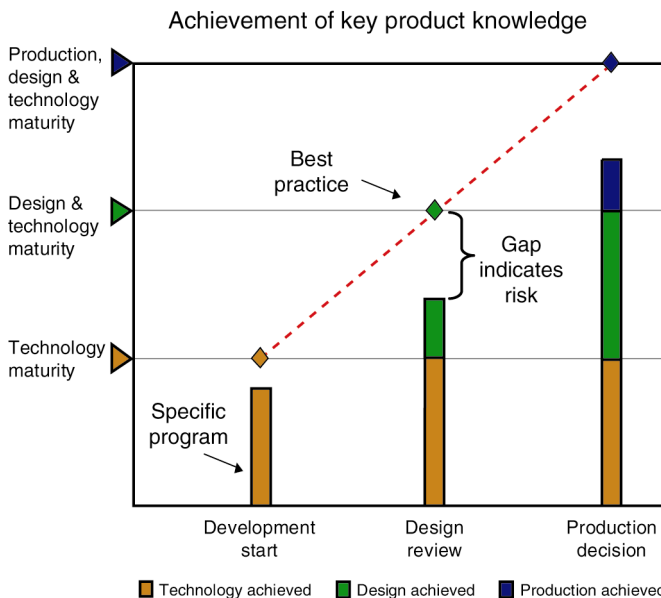 Achievement of key product knowledge
Production,
design &
technology
maturity
Best
practice
Design &
technology
maturity
Gap
indicates
risk
Technology
maturity
Specific
program
Development
start
Design
review
Production
decision
Technology achieved
Design achieved
Production achieved